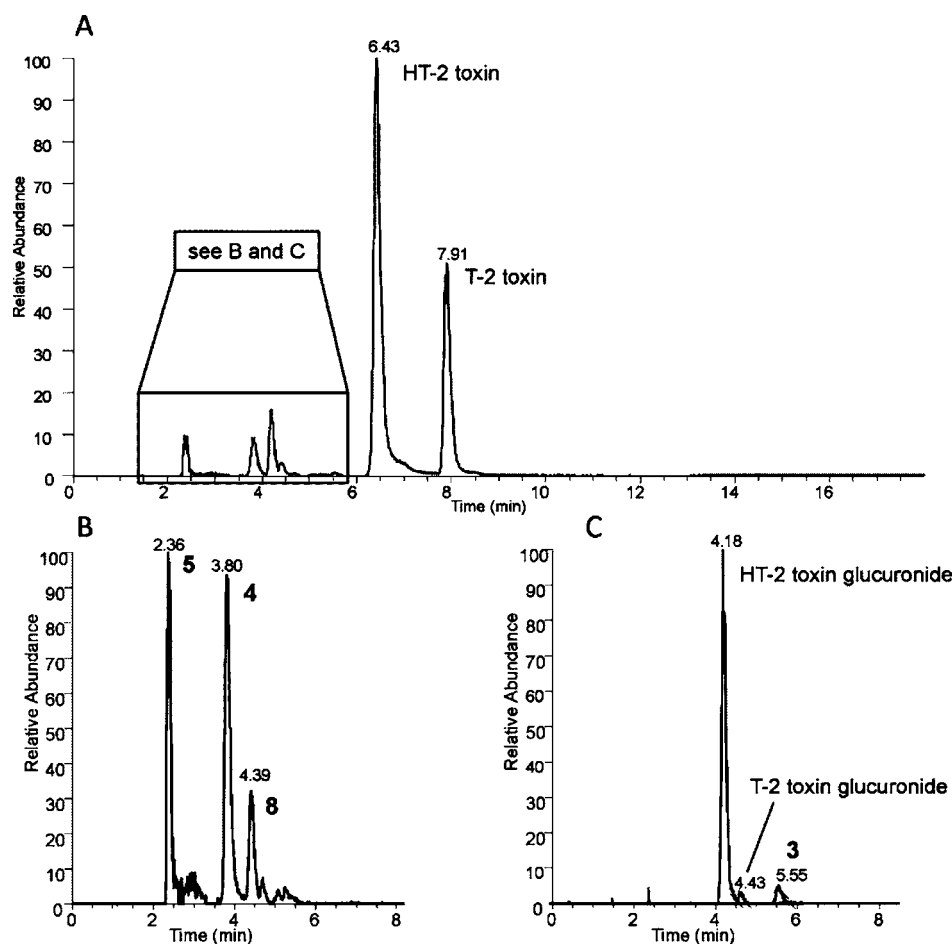 A
6.43
HT-2 toxin
7.91
T-2 toxin
see B and C
Relative Abundance
100
90
80
70
60
50
40
30
20
10
0
0 2 4 6 8 10 12 14 16
Time (min)
B
2.36
5
3.80
4
4.39
8
Relative Abundance
100
90
80
70
60
50
40
30
20
10
0
2 4 6 8
Time (min)
C
4.18
HT-2 toxin glucuronide
T-2 toxin glucuronide
4.43
3
5.55
Relative Abundance
100
90
80
70
60
50
40
30
20
10
0
0 2 4 6 8
Time (min)